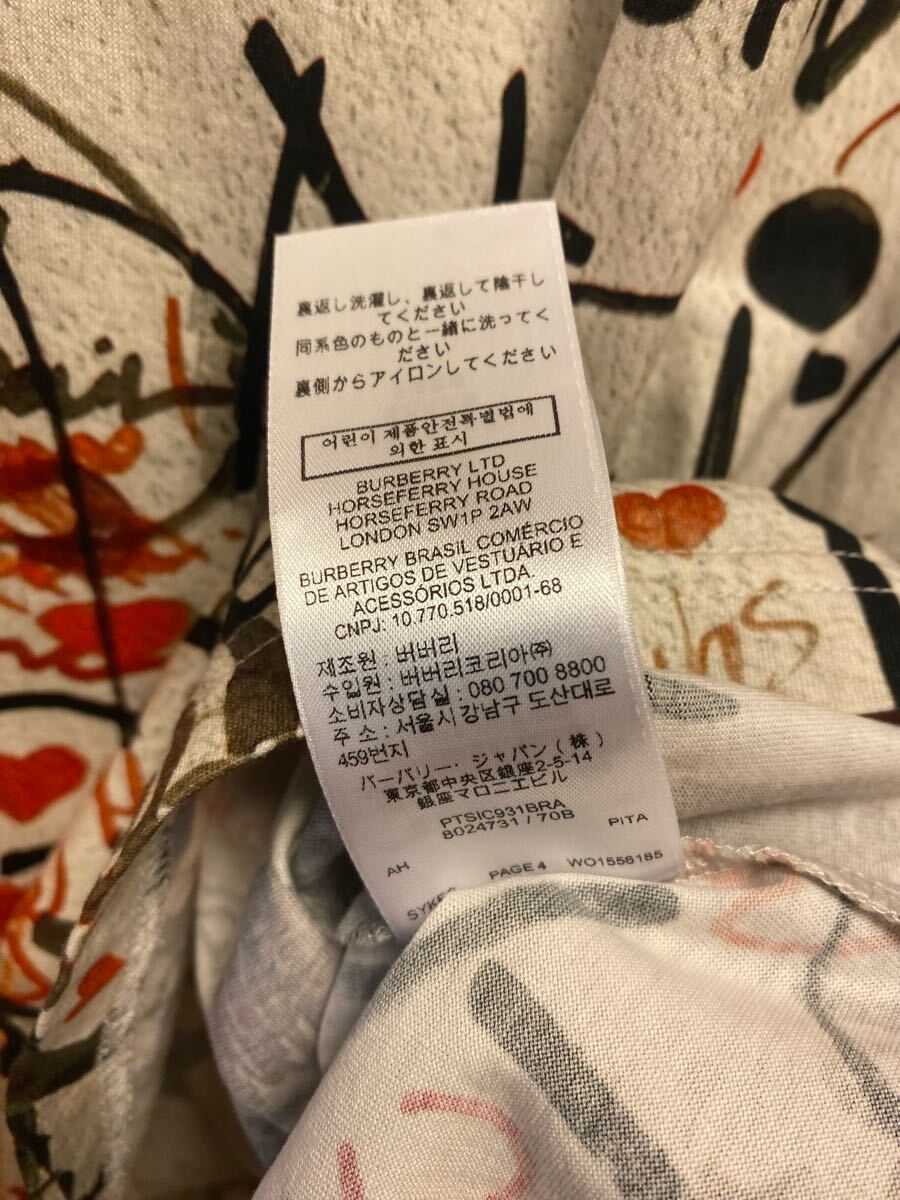 裏返し洗濯し、裏返して陰干し
てください
同系色のものと一緒に洗ってく
ださい
裏側からアイロンしてください
어린이 제품안전특별법에
의한 표시
BURBERRY LTD
HORSEFERRY HOUSE
HORSEFERRY ROAD
LONDON SW1P 2AW
BURBERRY BRASIL COMÉRCIO
DE ARTIGOS DE VESTUÁRIO E
ACESSÓRIOS LTDA.
CNPJ: 10.770.518/0001-68
제조원 : 버버리
수입원 : 버버리코리아(주)
소비자상담실 : 080 700 8800
주 소 : 서울시 강남구 도산대로
459번지
バーバリー・ジャパン(株)
東京都中央区銀座2-5-14
銀座マロニエビル
PTSIC931BRA
8024731 / 70B
PITA
AH
PAGE 4
WO1556185